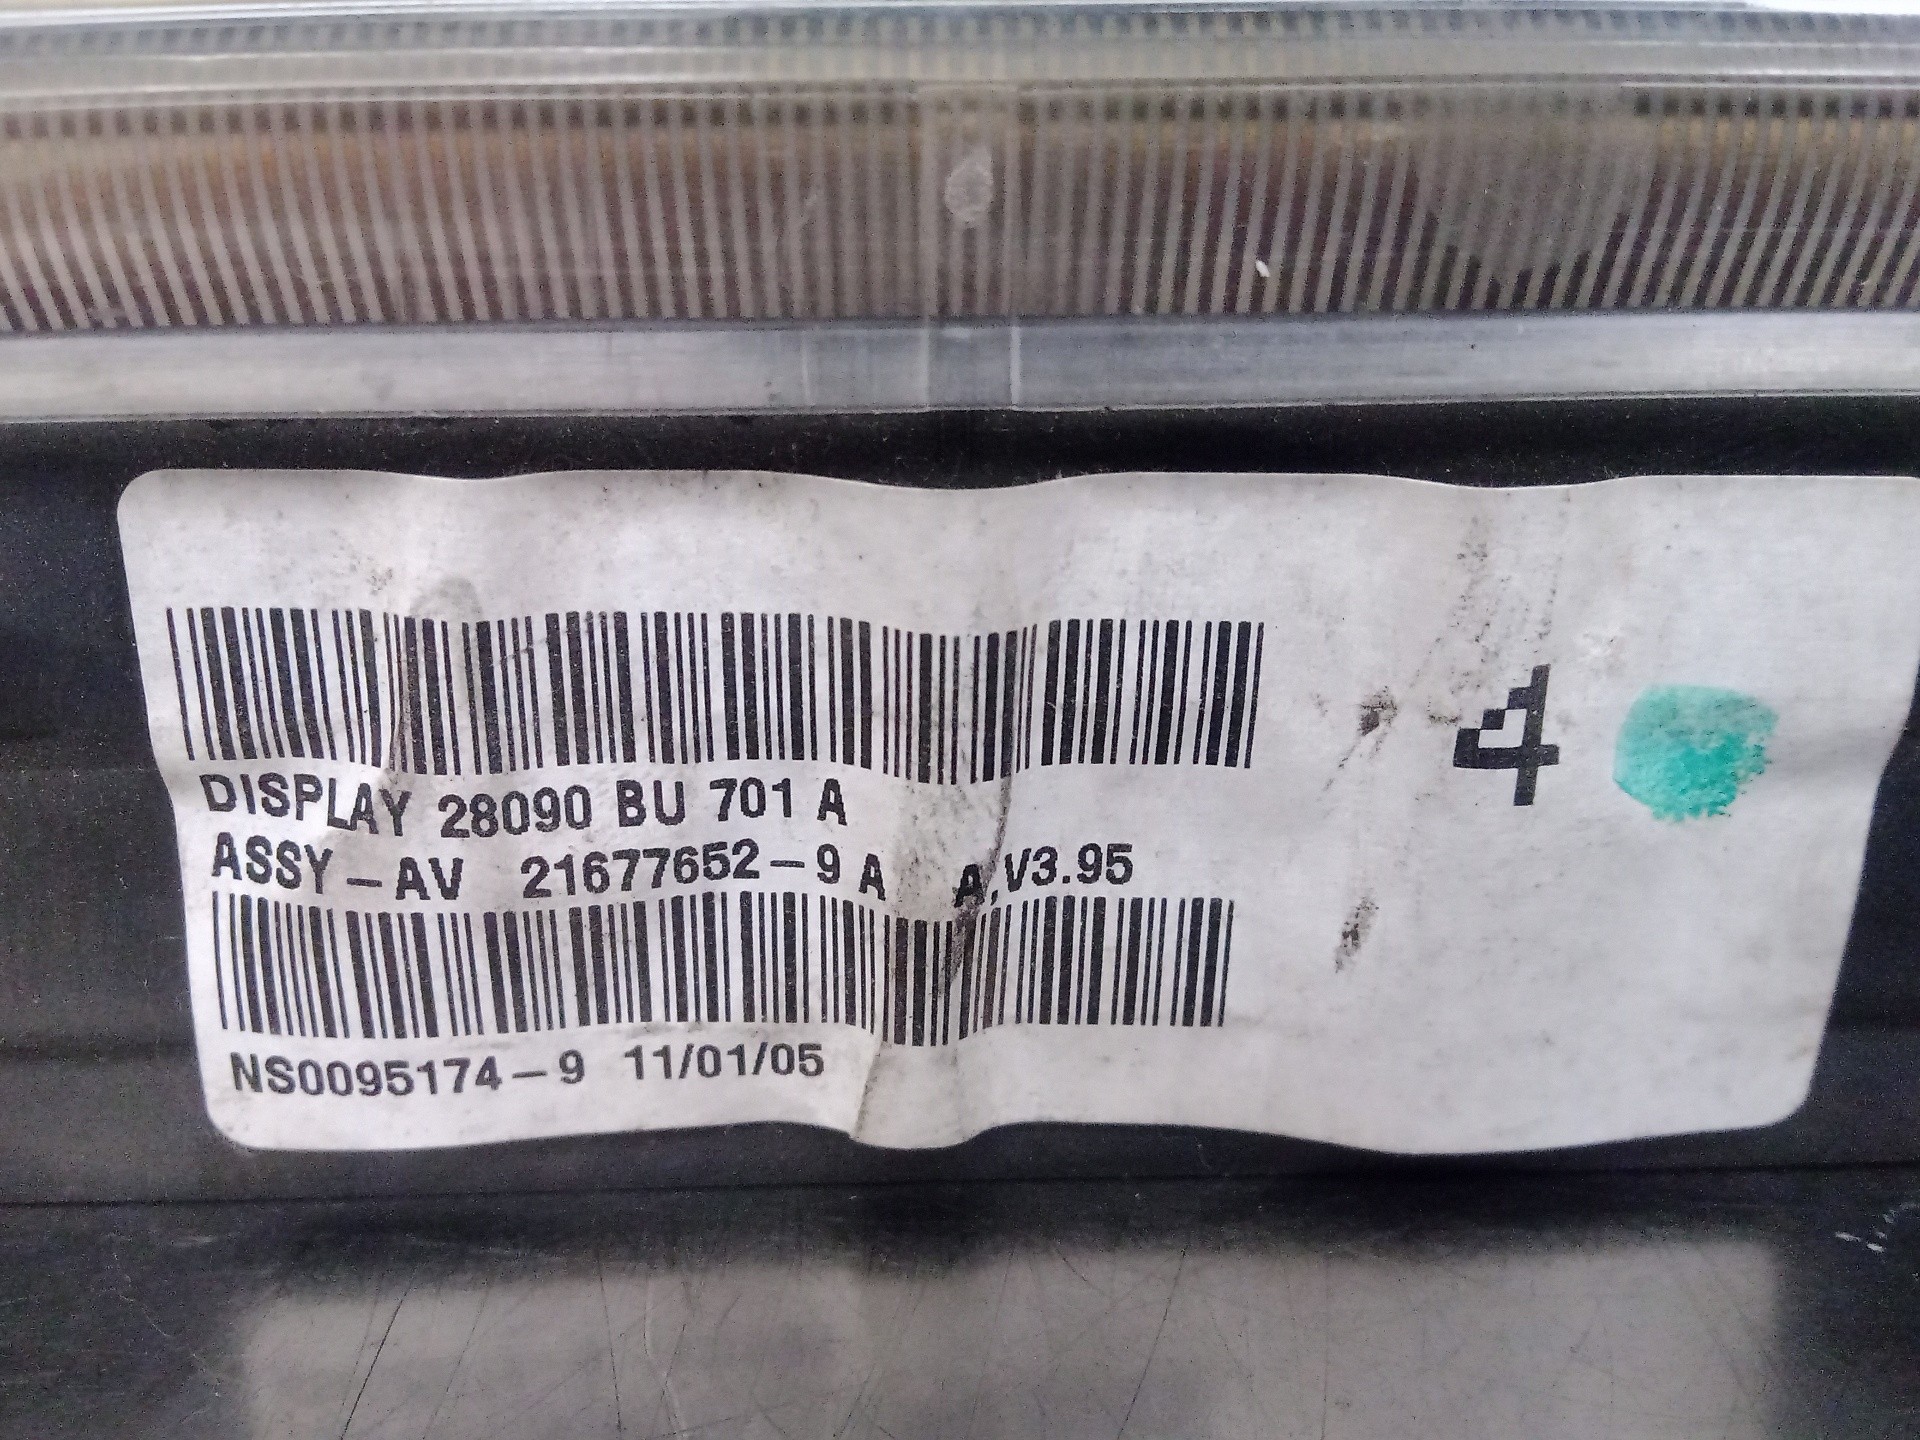 DISPLAY 28090 BU 701 A
ASSY-AV 21677652-9 A A,V3.95
NS0095174-9 11/01/05
4